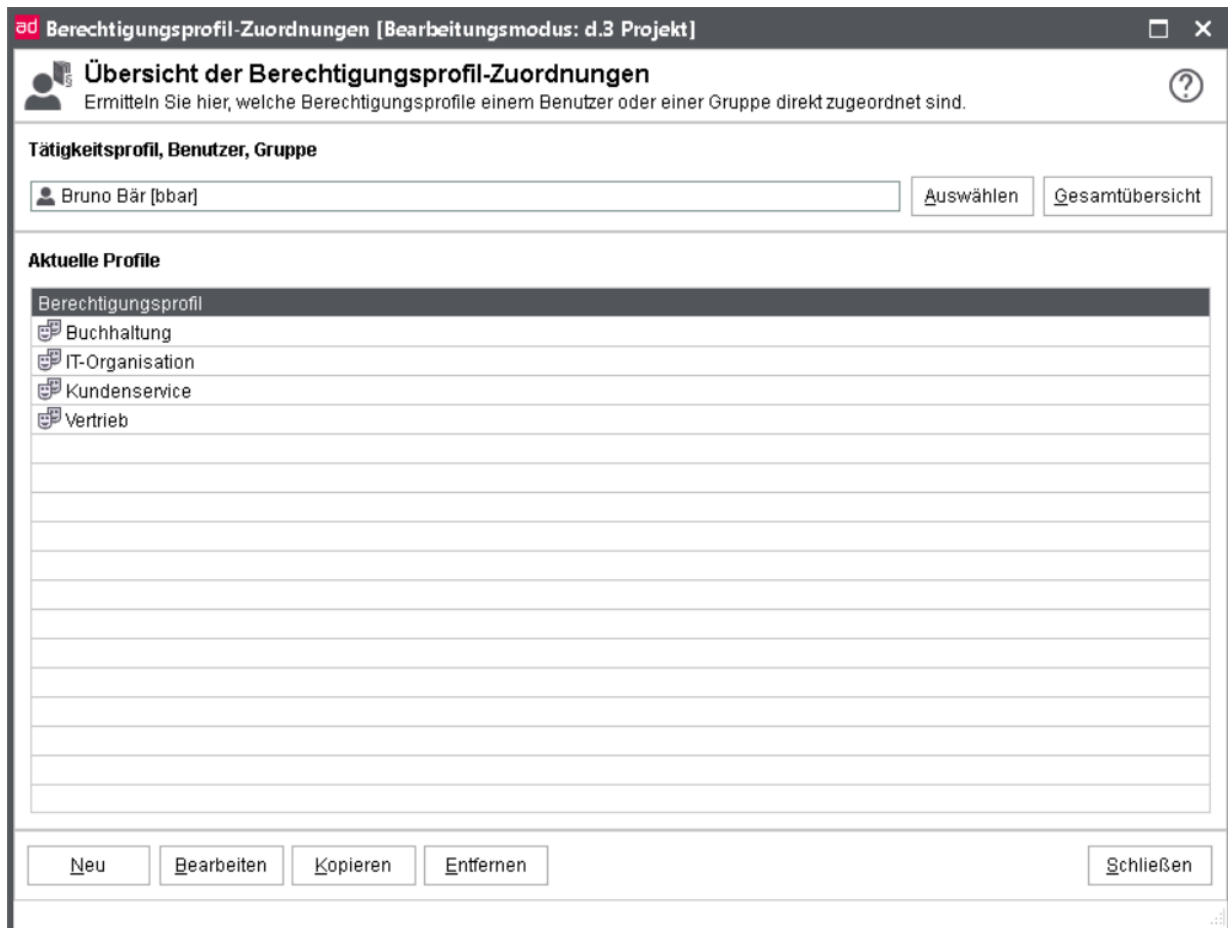 ad Berechtigungsprofil-Zuordnungen [Bearbeitungsmodus: d.3 Projekt]
Übersicht der Berechtigungsprofil-Zuordnungen
Ermitteln Sie hier, welche Berechtigungsprofile einem Benutzer oder einer Gruppe direkt zugeordnet sind.
Tätigkeitsprofil, Benutzer, Gruppe
Bruno Bär [bbar] Auswählen Gesamtübersicht
Aktuelle Profile
Berechtigungsprofil
Buchhaltung
IT-Organisation
Kundenservice
Vertrieb
Neu Bearbeiten Kopieren Entfernen Schließen